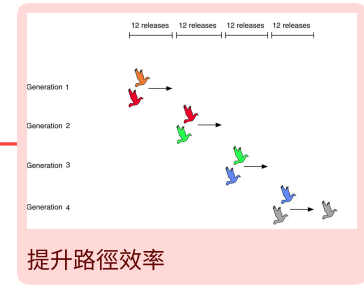 12 releases 12 releases 12 releases 12 releases
Generation 1
Generation 2
Generation 3
Generation 4
提升路徑效率